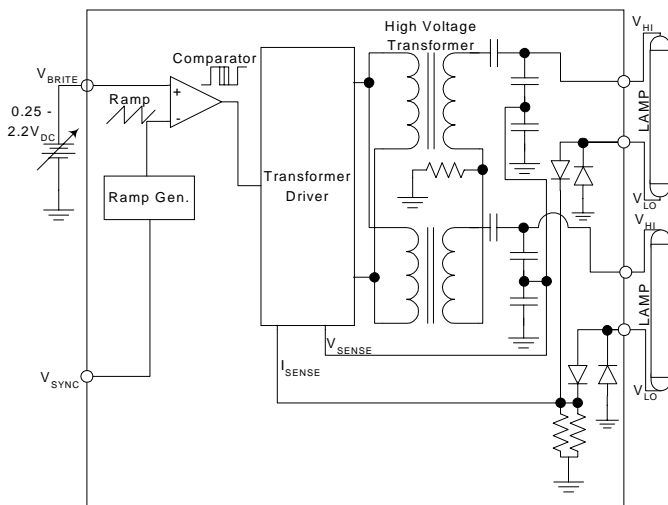 High Voltage
Transformer
V_HI
Comparator
V_BRITE
Ramp
+
-
LAMP
0.25 -
2.2V_DC
Transformer
Driver
Ramp Gen.
V_LO
V_HI
LAMP
V_SENSE
I_SENSE
V_SYNC
V_LO